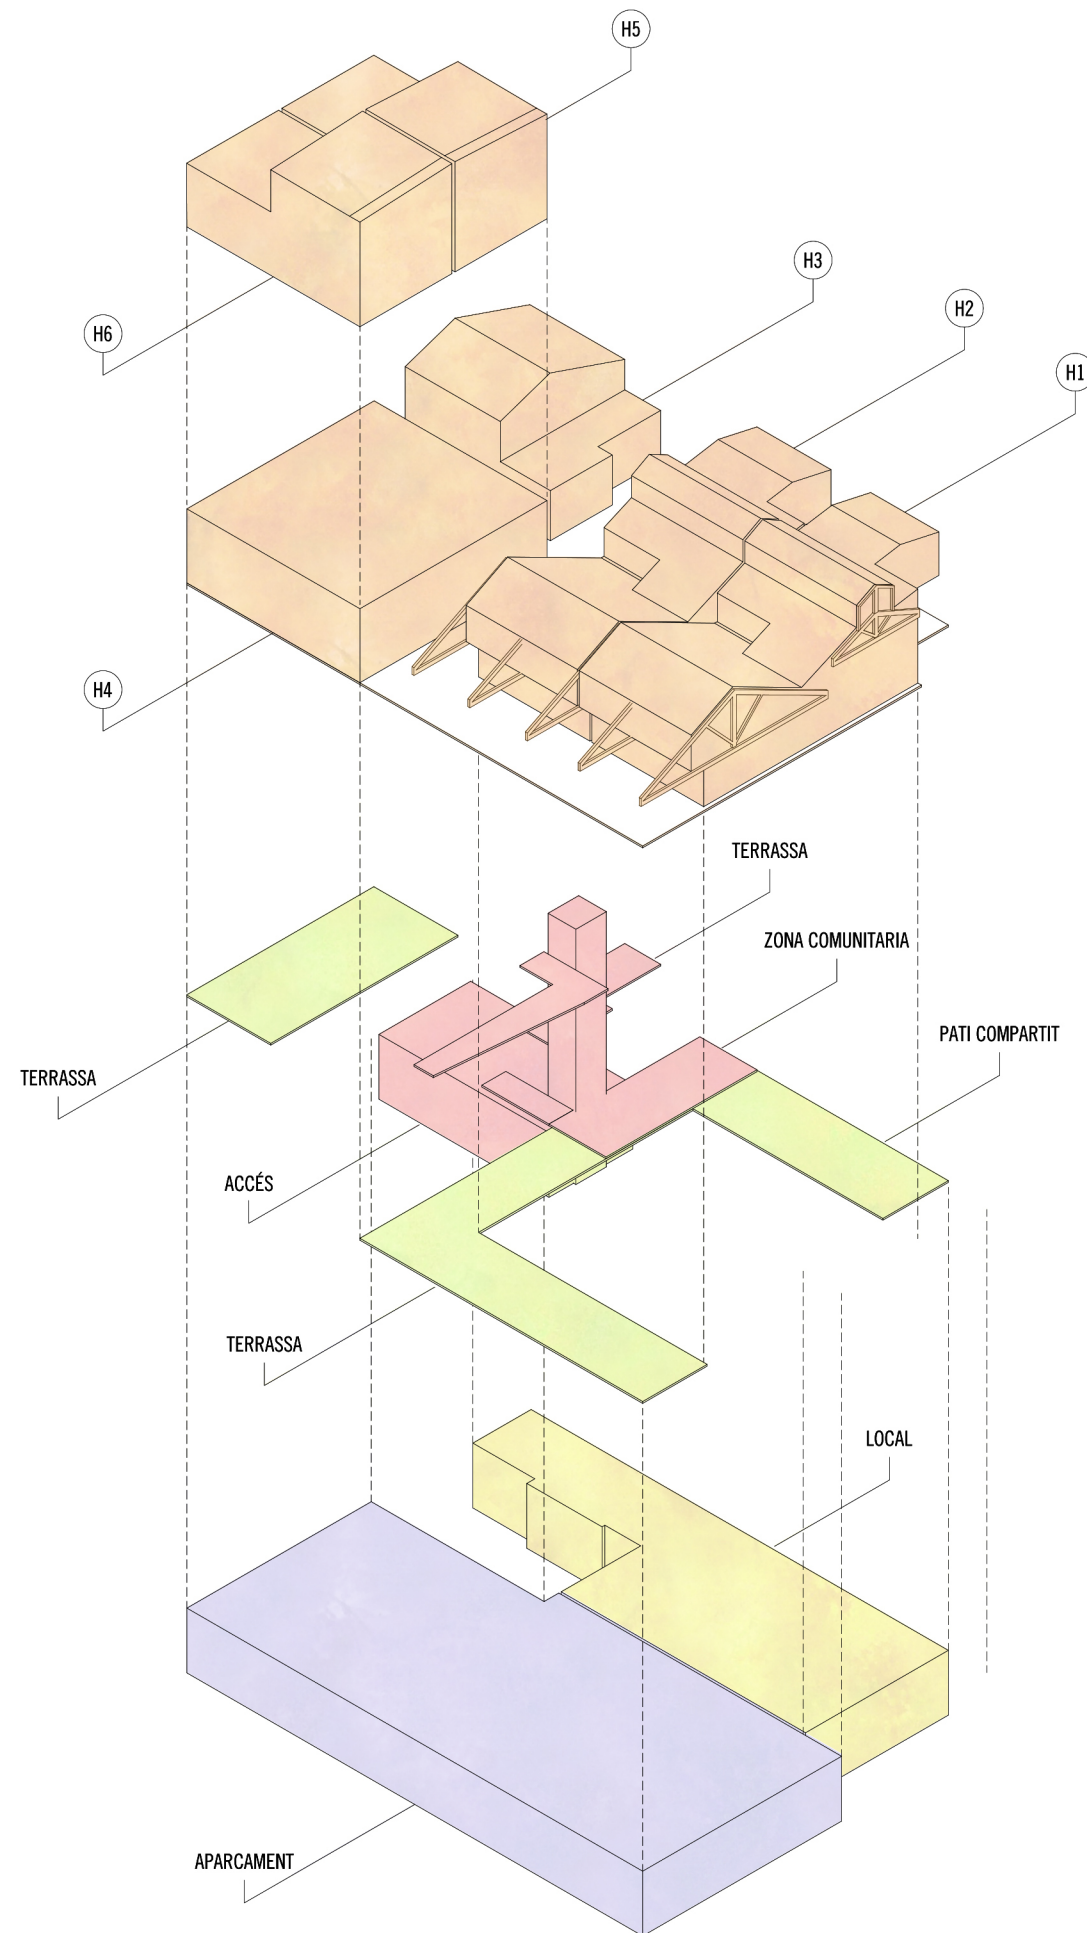 H5
H3
H2
H1
H6
H4
TERRASSA
ZONA COMUNITARIA
PATI COMPARTIT
TERRASSA
ACCÉS
TERRASSA
LOCAL
APARCAMENT